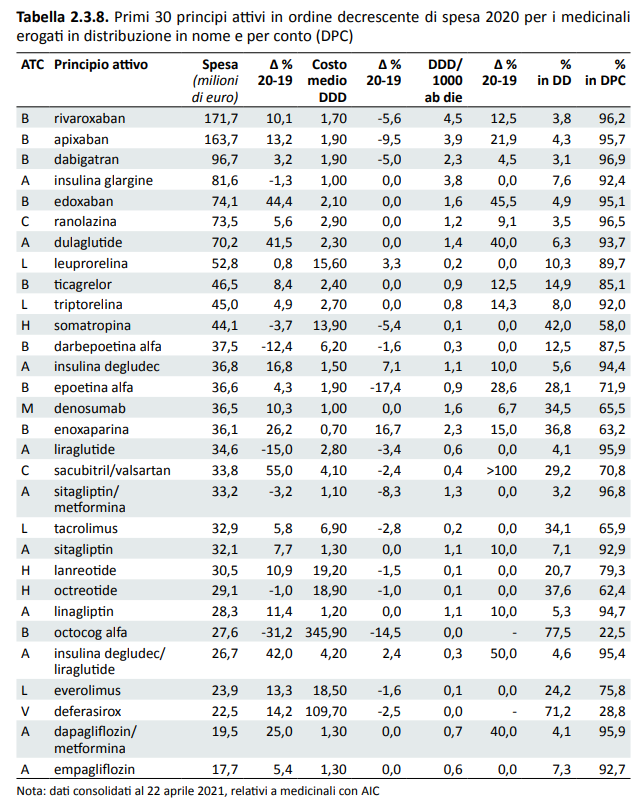 Tabella 2.3.8. Primi 30 principi attivi in ordine decrescente di spesa 2020 per i medicinali
erogati in distribuzione in nome e per conto (DPC)
ATC Principio attivo Spesa Δ % Costo Δ % DDD/ Δ % % %
(milioni 20-19 medio 20-19 1000 20-19 in DD in DPC
di euro) DDD ab die
B rivaroxaban 171,7 10,1 1,70 -5,6 4,5 12,5 3,8 96,2
B apixaban 163,7 13,2 1,90 -9,5 3,9 21,9 4,3 95,7
B dabigatran 96,7 3,2 1,90 -5,0 2,3 4,5 3,1 96,9
A insulina glargine 81,6 -1,3 1,00 0,0 3,8 0,0 7,6 92,4
B edoxaban 74,1 44,4 2,10 0,0 1,6 45,5 4,9 95,1
C ranolazina 73,5 5,6 2,90 0,0 1,2 9,1 3,5 96,5
A dulaglutide 70,2 41,5 2,30 0,0 1,4 40,0 6,3 93,7
L leuprorelina 52,8 0,8 15,60 3,3 0,2 0,0 10,3 89,7
B ticagrelor 46,5 8,4 2,40 0,0 0,9 12,5 14,9 85,1
L triptorelina 45,0 4,9 2,70 0,0 0,8 14,3 8,0 92,0
H somatropina 44,1 -3,7 13,90 -5,4 0,1 0,0 42,0 58,0
B darbepoetina alfa 37,5 -12,4 6,20 -1,6 0,3 0,0 12,5 87,5
A insulina degludec 36,8 16,8 1,50 7,1 1,1 10,0 5,6 94,4
B epoetina alfa 36,6 4,3 1,90 -17,4 0,9 28,6 28,1 71,9
M denosumab 36,5 10,3 1,00 0,0 1,6 6,7 34,5 65,5
B enoxaparina 36,1 26,2 0,70 16,7 2,3 15,0 36,8 63,2
A liraglutide 34,6 -15,0 2,80 -3,4 0,6 0,0 4,1 95,9
C sacubitril/valsartan 33,8 55,0 4,10 -2,4 0,4 >100 29,2 70,8
A sitagliptin/ 33,2 -3,2 1,10 -8,3 1,3 0,0 3,2 96,8
metformina
L tacrolimus 32,9 5,8 6,90 -2,8 0,2 0,0 34,1 65,9
A sitagliptin 32,1 7,7 1,30 0,0 1,1 10,0 7,1 92,9
H lanreotide 30,5 10,9 19,20 -1,5 0,1 0,0 20,7 79,3
H octreotide 29,1 -1,0 18,90 -1,0 0,1 0,0 37,6 62,4
A linagliptin 28,3 11,4 1,20 0,0 1,1 10,0 5,3 94,7
B octocog alfa 27,6 -31,2 345,90 -14,5 0,0 - 77,5 22,5
A insulina degludec/ 26,7 42,0 4,20 2,4 0,3 50,0 4,6 95,4
liraglutide
L everolimus 23,9 13,3 18,50 -1,6 0,1 0,0 24,2 75,8
V deferasirox 22,5 14,2 109,70 -2,5 0,0 - 71,2 28,8
A dapagliflozin/ 19,5 25,0 1,30 0,0 0,7 40,0 4,1 95,9
metformina
A empagliflozin 17,7 5,4 1,30 0,0 0,6 0,0 7,3 92,7
Nota: dati consolidati al 22 aprile 2021, relativi a medicinali con AIC